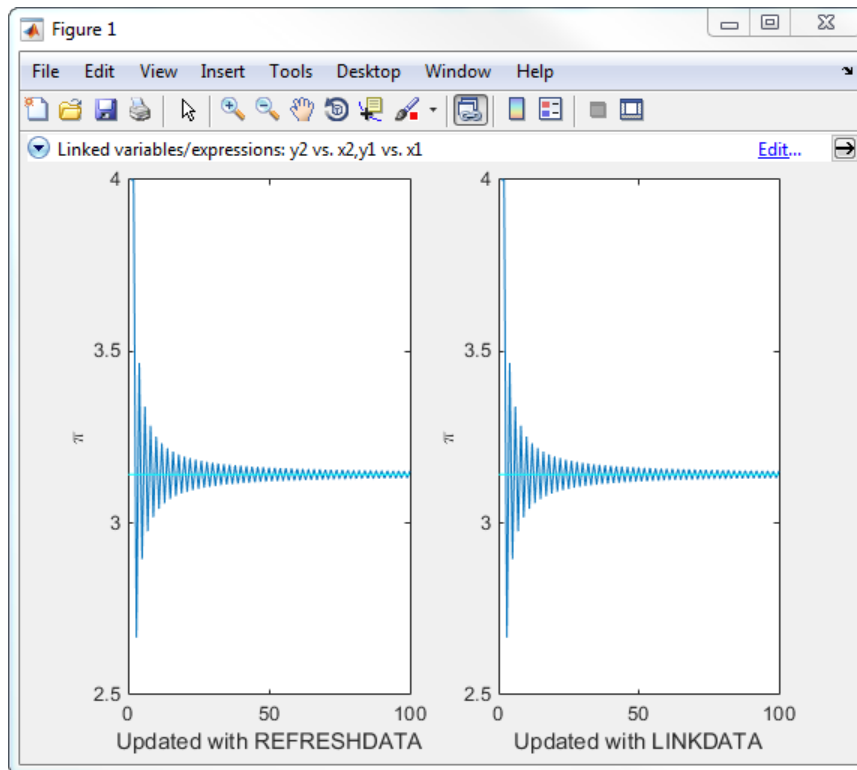 Figure 1
File Edit View Insert Tools Desktop Window Help
Linked variables/expressions: y2 vs. x2,y1 vs. x1 Edit...
4 4
3.5 3.5
π π
3 3
2.5 2.5
0 50 100 0 50 100
Updated with REFRESHDATA Updated with LINKDATA